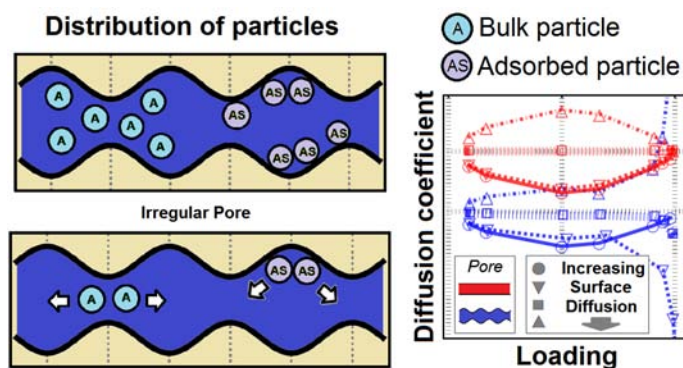 Distribution of particles
A Bulk particle
AS Adsorbed particle
A
A
A
A
A
A
AS
AS
AS
AS
AS
AS
Irregular Pore
A A
AS AS
Diffusion coefficient
Pore
Increasing
Surface
Diffusion
Loading